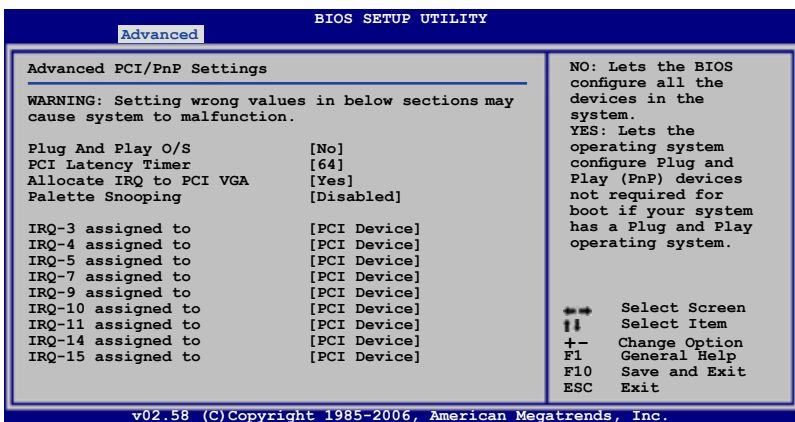 BIOS SETUP UTILITY
Advanced
Advanced PCI/PnP Settings
WARNING: Setting wrong values in below sections may
cause system to malfunction.
Plug And Play O/S [No]
PCI Latency Timer [64]
Allocate IRQ to PCI VGA [Yes]
Palette Snooping [Disabled]
IRQ-3 assigned to [PCI Device]
IRQ-4 assigned to [PCI Device]
IRQ-5 assigned to [PCI Device]
IRQ-7 assigned to [PCI Device]
IRQ-9 assigned to [PCI Device]
IRQ-10 assigned to [PCI Device]
IRQ-11 assigned to [PCI Device]
IRQ-14 assigned to [PCI Device]
IRQ-15 assigned to [PCI Device]
NO: Lets the BIOS
configure all the
devices in the
system.
YES: Lets the
operating system
configure Plug and
Play (PnP) devices
not required for
boot if your system
has a Plug and Play
operating system.
←→ Select Screen
↑↓ Select Item
+- Change Option
F1 General Help
F10 Save and Exit
ESC Exit
v02.58 (C)Copyright 1985-2006, American Megatrends, Inc.